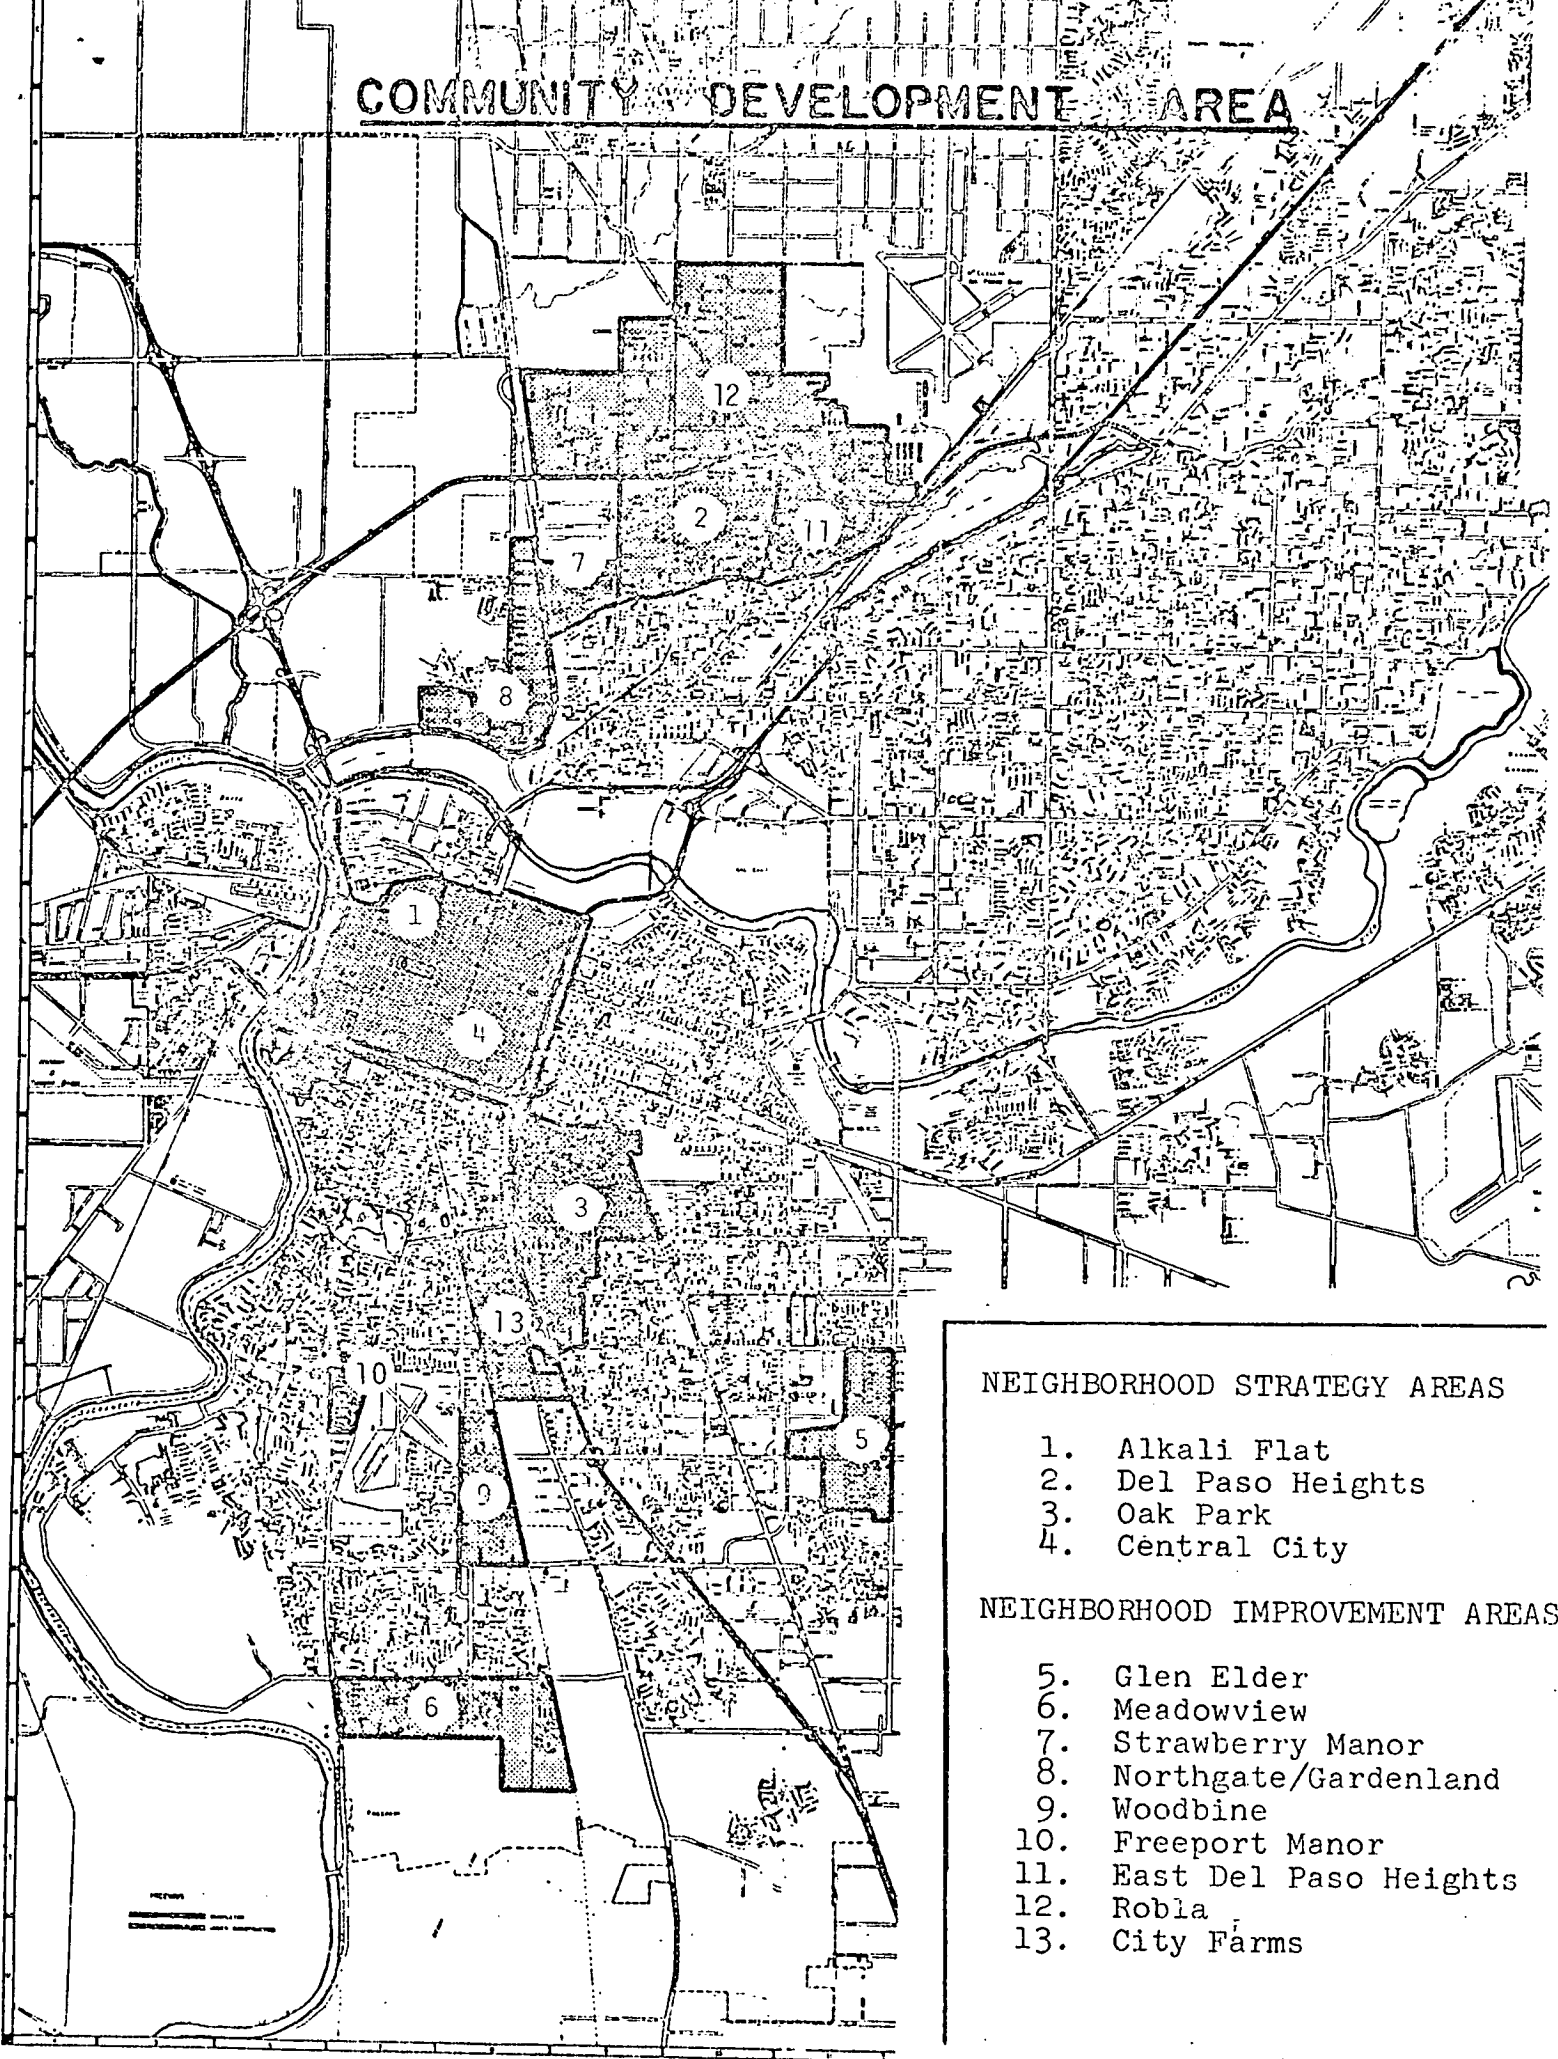 COMMUNITY DEVELOPMENT AREA
12
2
11
7
8
1
4
3
13
10
5
9
6
NEIGHBORHOOD STRATEGY AREAS
1. Alkali Flat
2. Del Paso Heights
3. Oak Park
4. Central City
NEIGHBORHOOD IMPROVEMENT AREAS
5. Glen Elder
6. Meadowview
7. Strawberry Manor
8. Northgate/Gardenland
9. Woodbine
10. Freeport Manor
11. East Del Paso Heights
12. Robla
13. City Farms